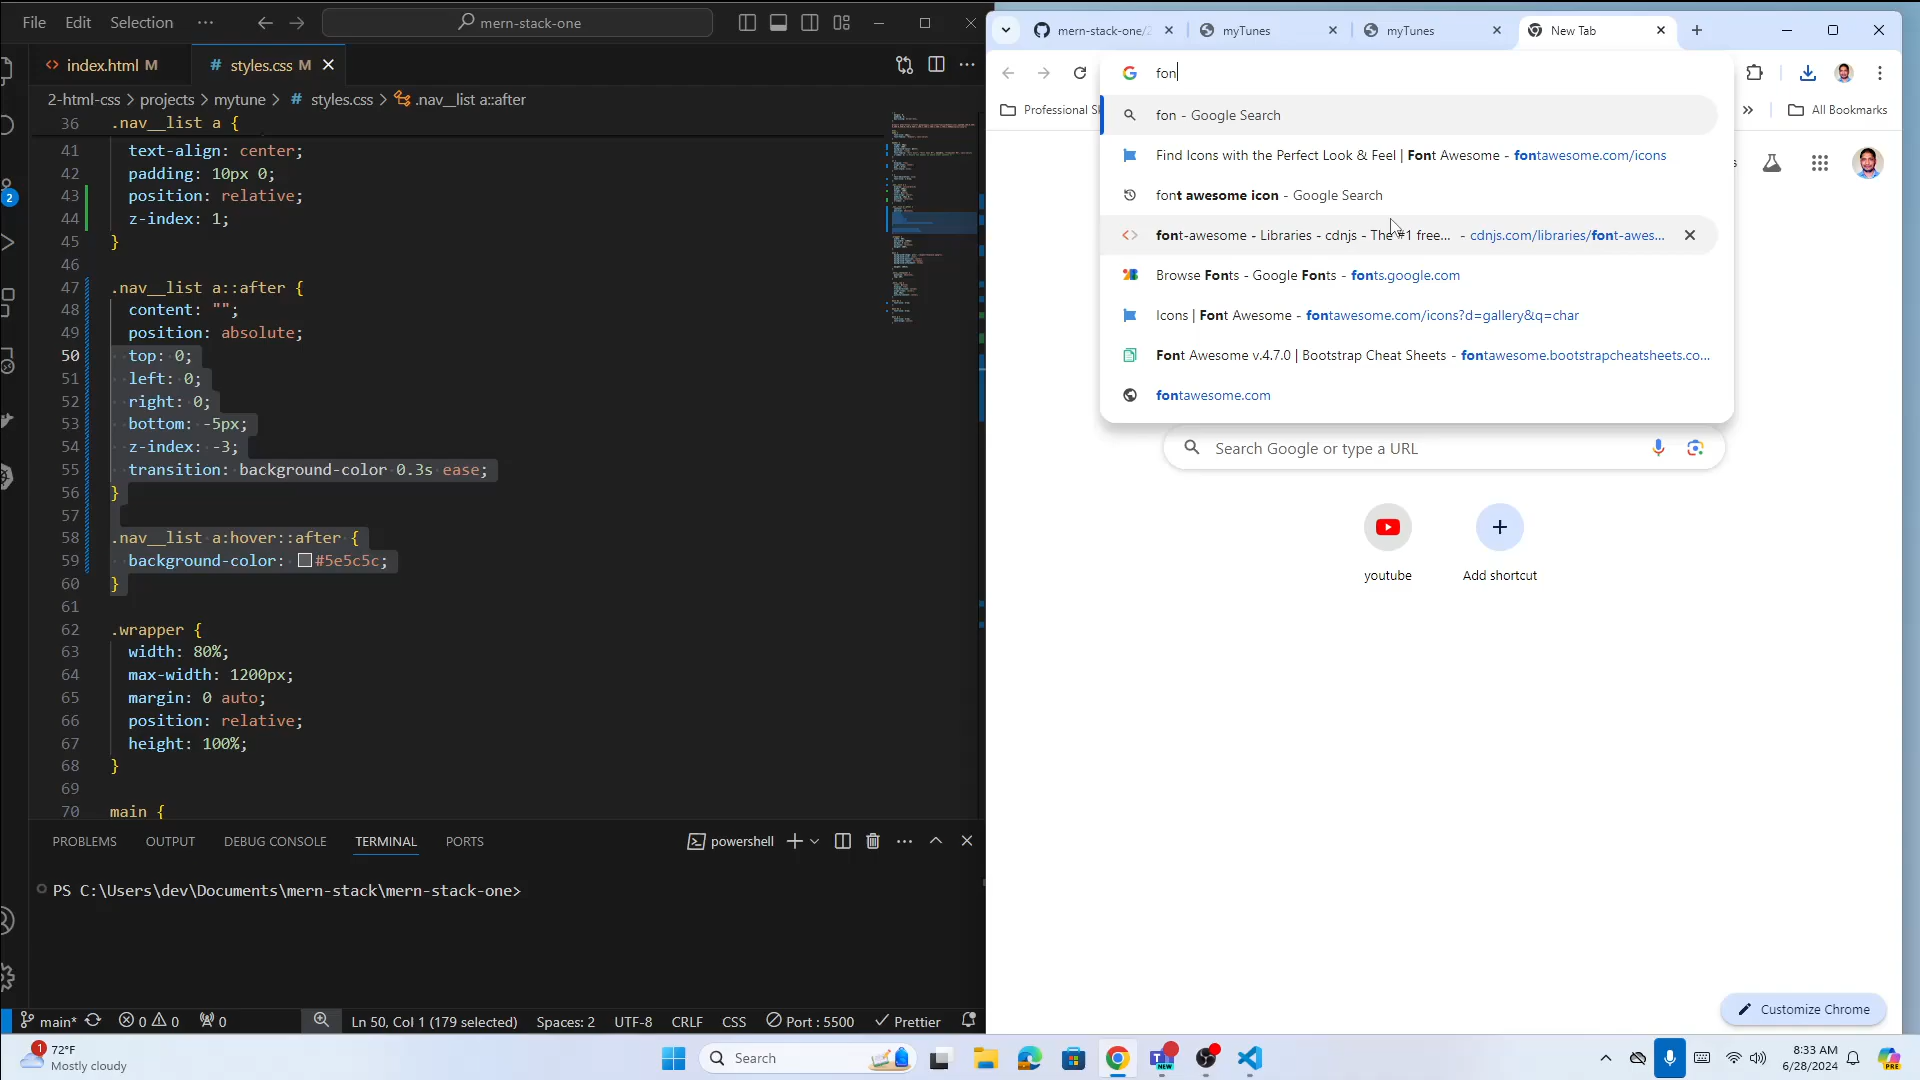 File Edit Selection ··· mern-stack-one
index.html M # styles.css M
2-html-css > projects > mytune > # styles.css > .nav__list a::after
36 .nav__list a {
41 text-align: center;
42 padding: 10px 0;
43 position: relative;
44 z-index: 1;
45 }
46
47 .nav__list a::after {
48 content: "";
49 position: absolute;
50 top: 0;
51 left: 0;
52 right: 0;
53 bottom: -5px;
54 z-index: -3;
55 transition: background-color 0.3s ease;
56 }
57
58 .nav__list a:hover::after {
59 background-color: #5e5c5c;
60 }
61
62 .wrapper {
63 width: 80%;
64 max-width: 1200px;
65 margin: 0 auto;
66 position: relative;
67 height: 100%;
68 }
69
70 main {
2
PROBLEMS OUTPUT DEBUG CONSOLE TERMINAL PORTS powershell
PS C:\Users\dev\Documents\mern-stack\mern-stack-one>
main* 0 0 0 Ln 50, Col 1 (179 selected) Spaces: 2 UTF-8 CRLF CSS Port : 5500 Prettier
mern-stack-one/2 myTunes myTunes New Tab
fon
Professional Sk
All Bookmarks
fon - Google Search
Find Icons with the Perfect Look & Feel | Font Awesome - fontawesome.com/icons
font awesome icon - Google Search
font-awesome - Libraries - cdnjs - The #1 free... - cdnjs.com/libraries/font-awes...
Browse Fonts - Google Fonts - fonts.google.com
Icons | Font Awesome - fontawesome.com/icons?d=gallery&q=char
Font Awesome v.4.7.0 | Bootstrap Cheat Sheets - fontawesome.bootstrapcheatsheets.co...
fontawesome.com
Search Google or type a URL
youtube Add shortcut
Customize Chrome
1 72°F
Mostly cloudy
Search
NEW
8:33 AM
6/28/2024
PRE